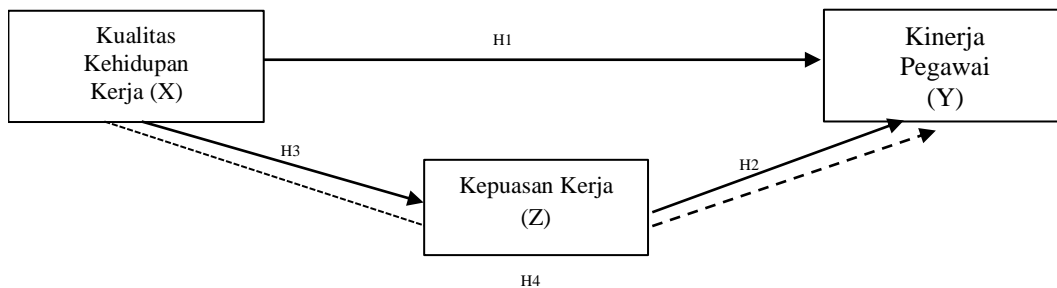 Kualitas
Kehidupan
Kerja (X)
H1
Kinerja
Pegawai
(Y)
H3
H2
Kepuasan Kerja
(Z)
H4